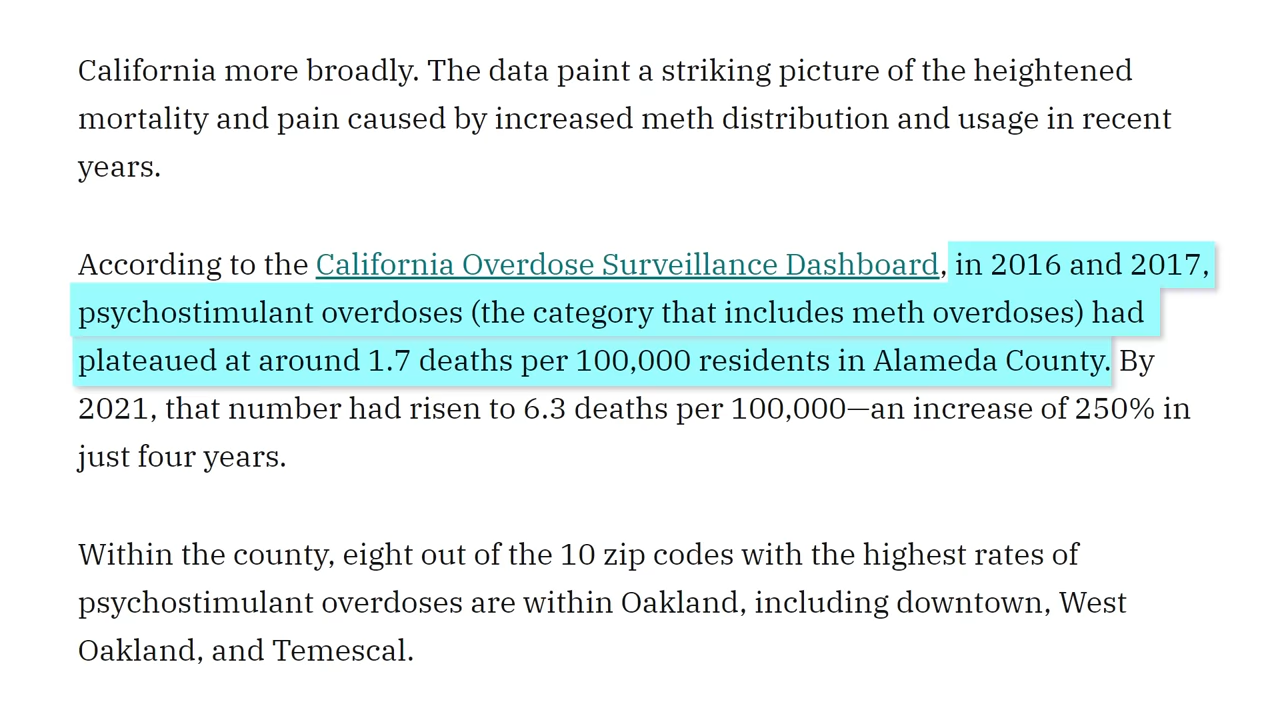 California more broadly. The data paint a striking picture of the heightened
mortality and pain caused by increased meth distribution and usage in recent
years.
According to the California Overdose Surveillance Dashboard, in 2016 and 2017,
psychostimulant overdoses (the category that includes meth overdoses) had
plateaued at around 1.7 deaths per 100,000 residents in Alameda County. By
2021, that number had risen to 6.3 deaths per 100,000—an increase of 250% in
just four years.
Within the county, eight out of the 10 zip codes with the highest rates of
psychostimulant overdoses are within Oakland, including downtown, West
Oakland, and Temescal.